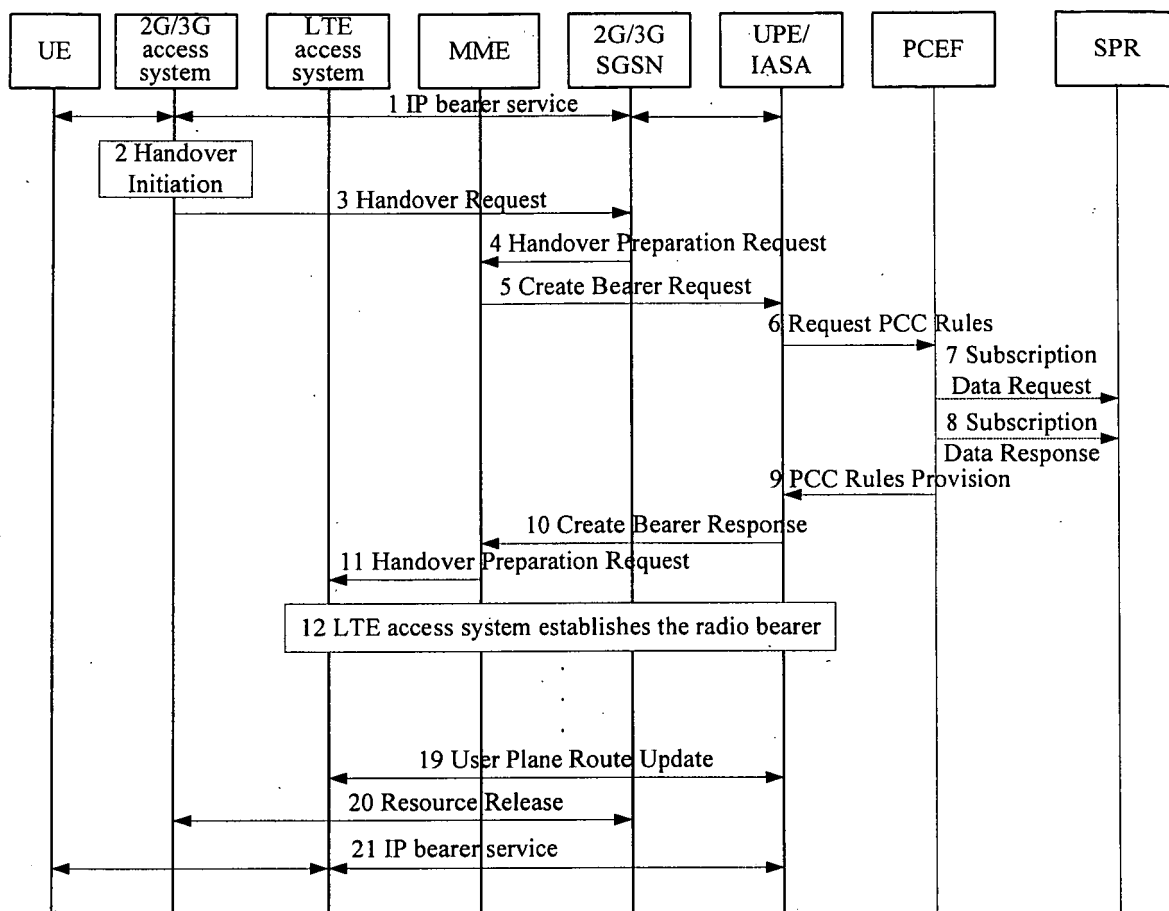 UE
2G/3G
access
system
LTE
access
system
MME
2G/3G
SGSN
UPE/
IASA
PCEF
SPR
1 IP bearer service
2 Handover
Initiation
3 Handover Request
4 Handover Preparation Request
5 Create Bearer Request
6 Request PCC Rules
7 Subscription
Data Request
8 Subscription
Data Response
9 PCC Rules Provision
10 Create Bearer Response
11 Handover Preparation Request
12 LTE access system establishes the radio bearer
19 User Plane Route Update
20 Resource Release
21 IP bearer service